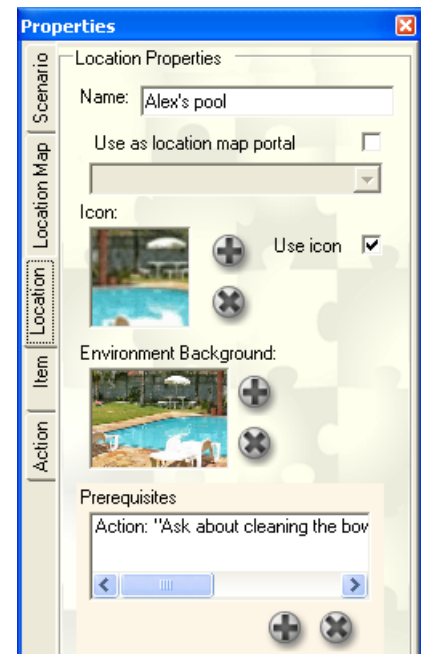 Properties
Scenario
Location Map
Location
Item
Action
Location Properties
Name: Alex's pool
Use as location map portal
Icon:
Use icon
Environment Background:
Prerequisites
Action: "Ask about cleaning the bow